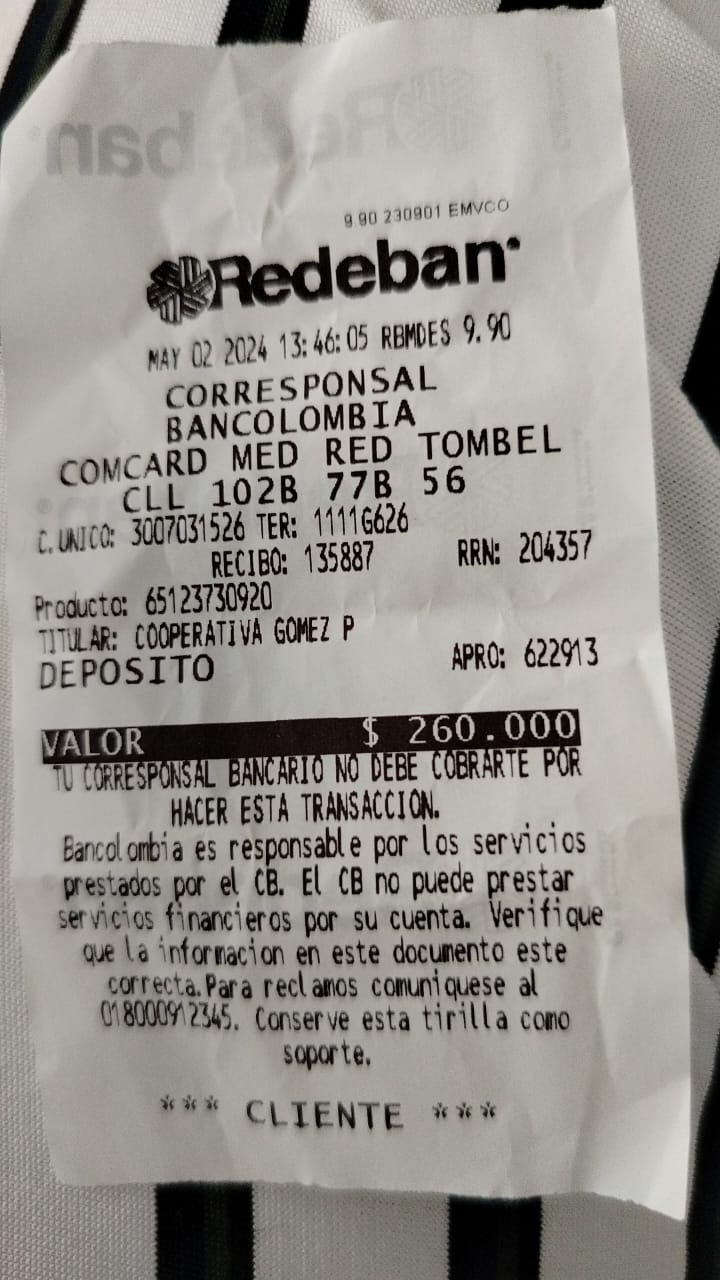 Redeban
9.90 230901 EMVCO
Redeban
MAY 02 2024 13:46:05 RBMDES 9.90
CORRESPONSAL
BANCOLOMBIA
COMCARD MED RED TOMBEL
CLL 102B 77B 56
C.UNICO: 3007031526 TER: 1111G626
RECIBO: 135887 RRN: 204357
Producto: 65123730920
TITULAR: COOPERATIVA GOMEZ P
DEPOSITO APRO: 622913
VALOR $ 260.000
TU CORRESPONSAL BANCARIO NO DEBE COBRARTE POR
HACER ESTA TRANSACCION.
Bancolombia es responsable por los servicios
prestados por el CB. El CB no puede prestar
servicios financieros por su cuenta. Verifique
que la informacion en este documento este
correcta.Para reclamos comuniquese al
018000912345. Conserve esta tirilla como
soporte.
*** CLIENTE ***